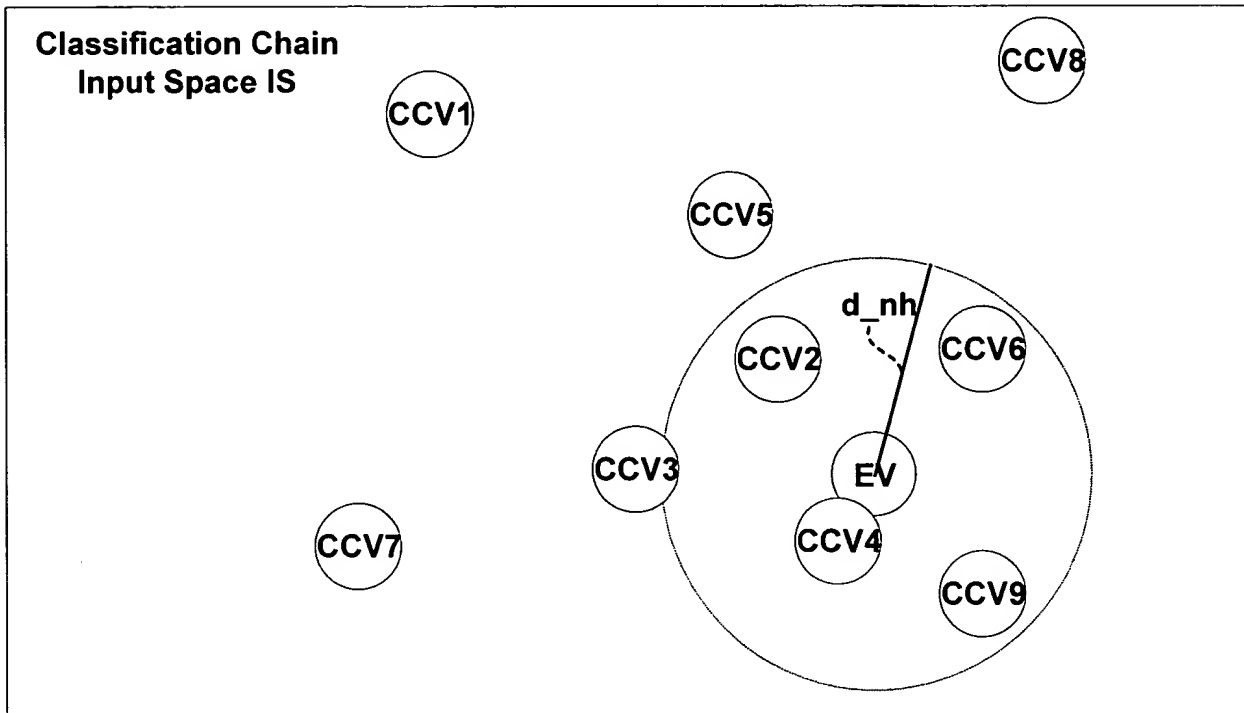 Classification Chain
Input Space IS
CCV8
CCV1
CCV5
d_nh
CCV2
CCV6
CCV3
EV
CCV4
CCV7
CCV9